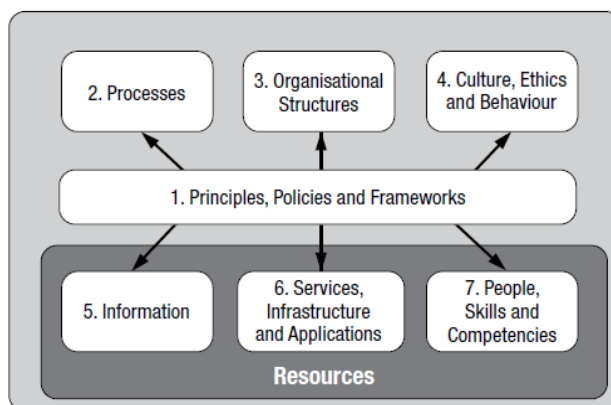 2. Processes
3. Organisational
Structures
4. Culture, Ethics
and Behaviour
1. Principles, Policies and Frameworks
5. Information
6. Services,
Infrastructure
and Applications
7. People,
Skills and
Competencies
Resources